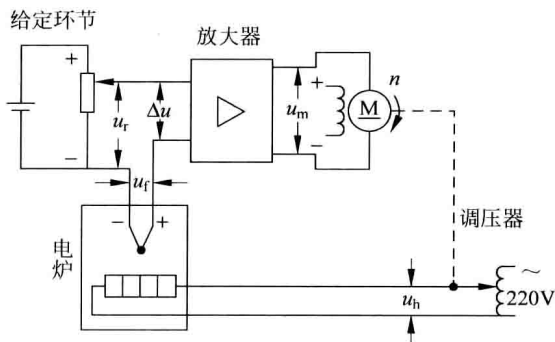 给定环节
放大器
+
−
u_r
Δu
u_m
+
−
M
n
u_f
− +
电炉
调压器
u_h
~
220V